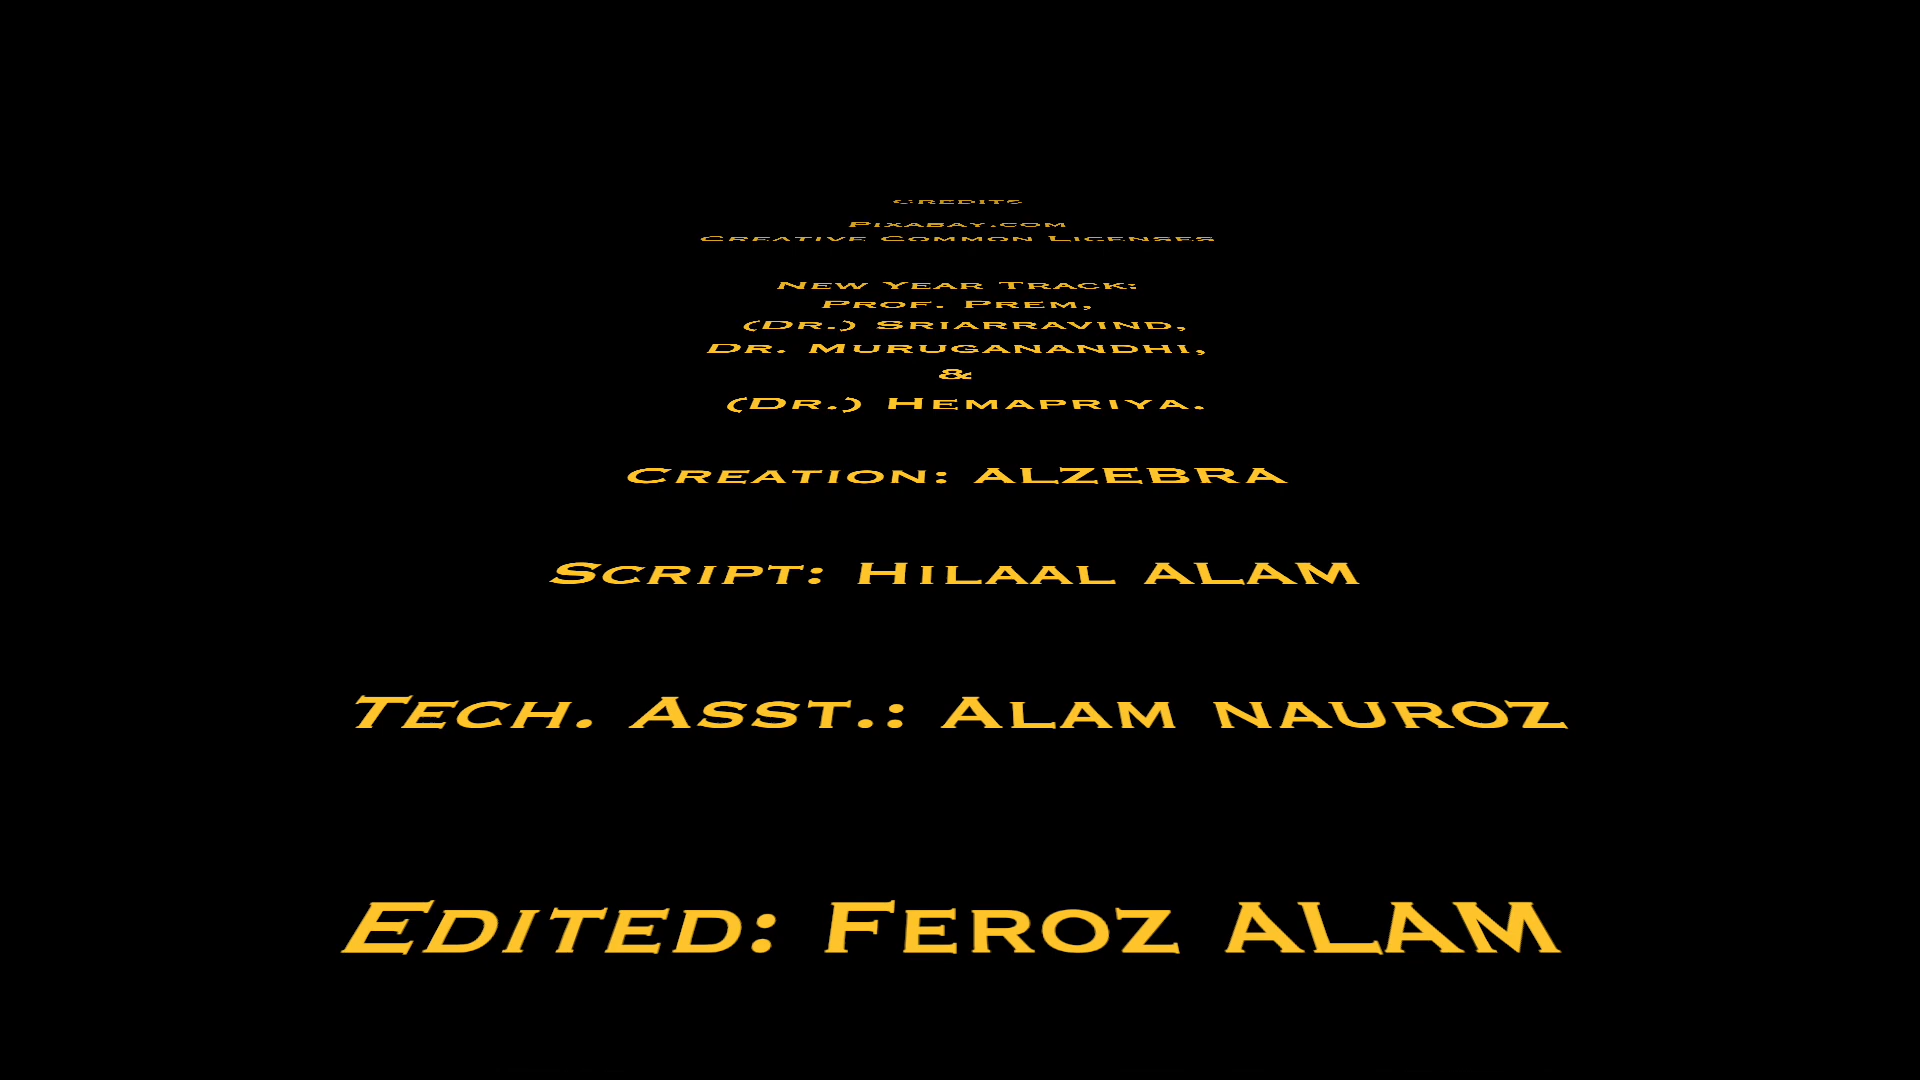 Credits
Pixabay.com
Creative Common Licenses
New Year Track:
Prof. Prem,
(Dr.) Sriarravind,
Dr. Muruganandhi,
&
(Dr.) Hemapriya.
Creation: ALZEBRA
Script: Hilaal ALAM
Tech. Asst.: Alam nauroz
Edited: Feroz ALAM